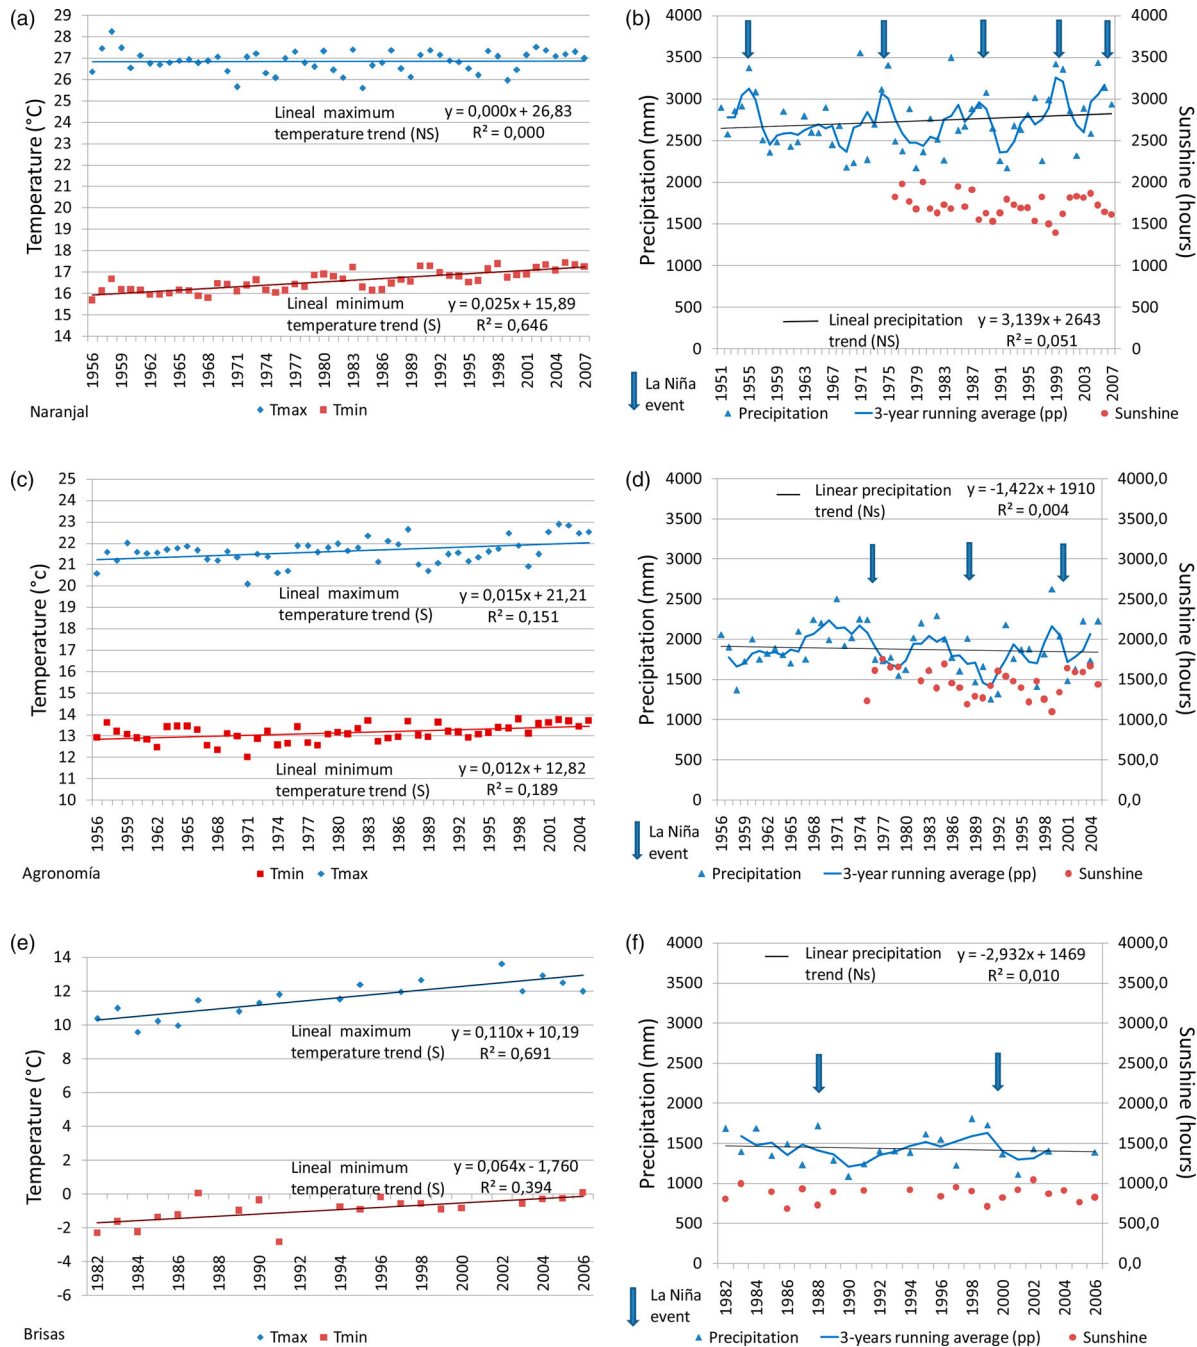 (a)
29
28
27
26
25
24
23
22
21
20
19
18
17
16
15
14
Temperature (°C)
Lineal maximum
temperature trend (NS)
y = 0,000x + 26,83
R² = 0,000
Lineal minimum
temperature trend (S)
y = 0,025x + 15,89
R² = 0,646
1956 1959 1962 1965 1968 1971 1974 1977 1980 1983 1986 1989 1992 1995 1998 2001 2004 2007
Naranjal
Tmax Tmin
(b)
4000
3500
3000
2500
2000
1500
1000
500
0
Precipitation (mm)
4000
3500
3000
2500
2000
1500
1000
500
0
Sunshine (hours)
Lineal precipitation
trend (NS)
y = 3,139x + 2643
R² = 0,051
1951 1955 1959 1963 1967 1971 1975 1979 1983 1987 1991 1995 1999 2003 2007
La Niña
event
Precipitation 3-year running average (pp) Sunshine
(c)
25
24
23
22
21
20
19
18
17
16
15
14
13
12
11
10
Temperature (°c)
Lineal maximum
temperature trend (S)
y = 0,015x + 21,21
R² = 0,151
Lineal minimum
temperature trend (S)
y = 0,012x + 12,82
R² = 0,189
1956 1959 1962 1965 1968 1971 1974 1977 1980 1983 1986 1989 1992 1995 1998 2001 2004
Agronomía
Tmin Tmax
(d)
4000
3500
3000
2500
2000
1500
1000
500
0
Precipitation (mm)
4000,0
3500,0
3000,0
2500,0
2000,0
1500,0
1000,0
500,0
0,0
Sunshine (hours)
Linear precipitation
trend (Ns)
y = -1,422x + 1910
R² = 0,004
1956 1959 1962 1965 1968 1971 1974 1977 1980 1983 1986 1989 1992 1995 1998 2001 2004
La Niña
event
Precipitation 3-year running average (pp) Sunshine
(e)
14
12
10
8
6
4
2
0
-2
-4
-6
Temperature (°C)
Lineal maximum
temperature trend (S)
y = 0,110x + 10,19
R² = 0,691
Lineal minimum
temperature trend (S)
y = 0,064x - 1,760
R² = 0,394
1982 1984 1986 1988 1990 1992 1994 1996 1998 2000 2002 2004 2006
Brisas
Tmax Tmin
(f)
4000
3500
3000
2500
2000
1500
1000
500
0
Precipitation (mm)
4000,0
3500,0
3000,0
2500,0
2000,0
1500,0
1000,0
500,0
0,0
Sunshine (hours)
Linear precipitation
trend (Ns)
y = -2,932x + 1469
R² = 0,010
1982 1984 1986 1988 1990 1992 1994 1996 1998 2000 2002 2004 2006
La Niña
event
Precipitation 3-years running average (pp) Sunshine